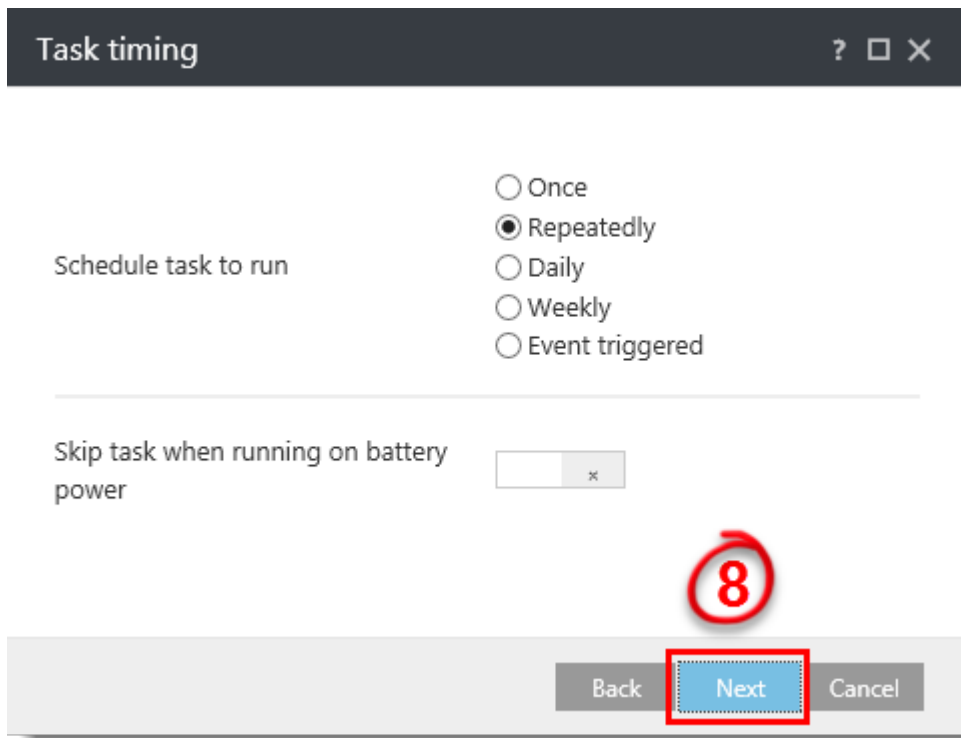 Task timing ?
Once
Repeatedly
Schedule task to run
Daily
Weekly
Event triggered
Skip task when running on battery
power
8
Back Next Cancel